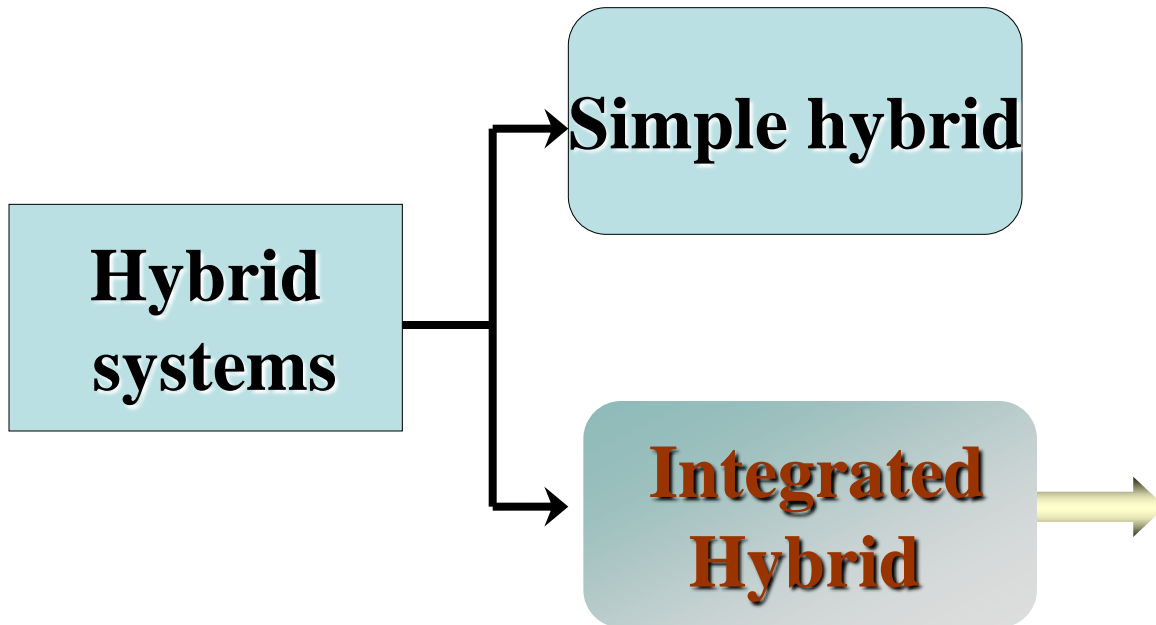 Simple hybrid
Hybrid
systems
Integrated
Hybrid